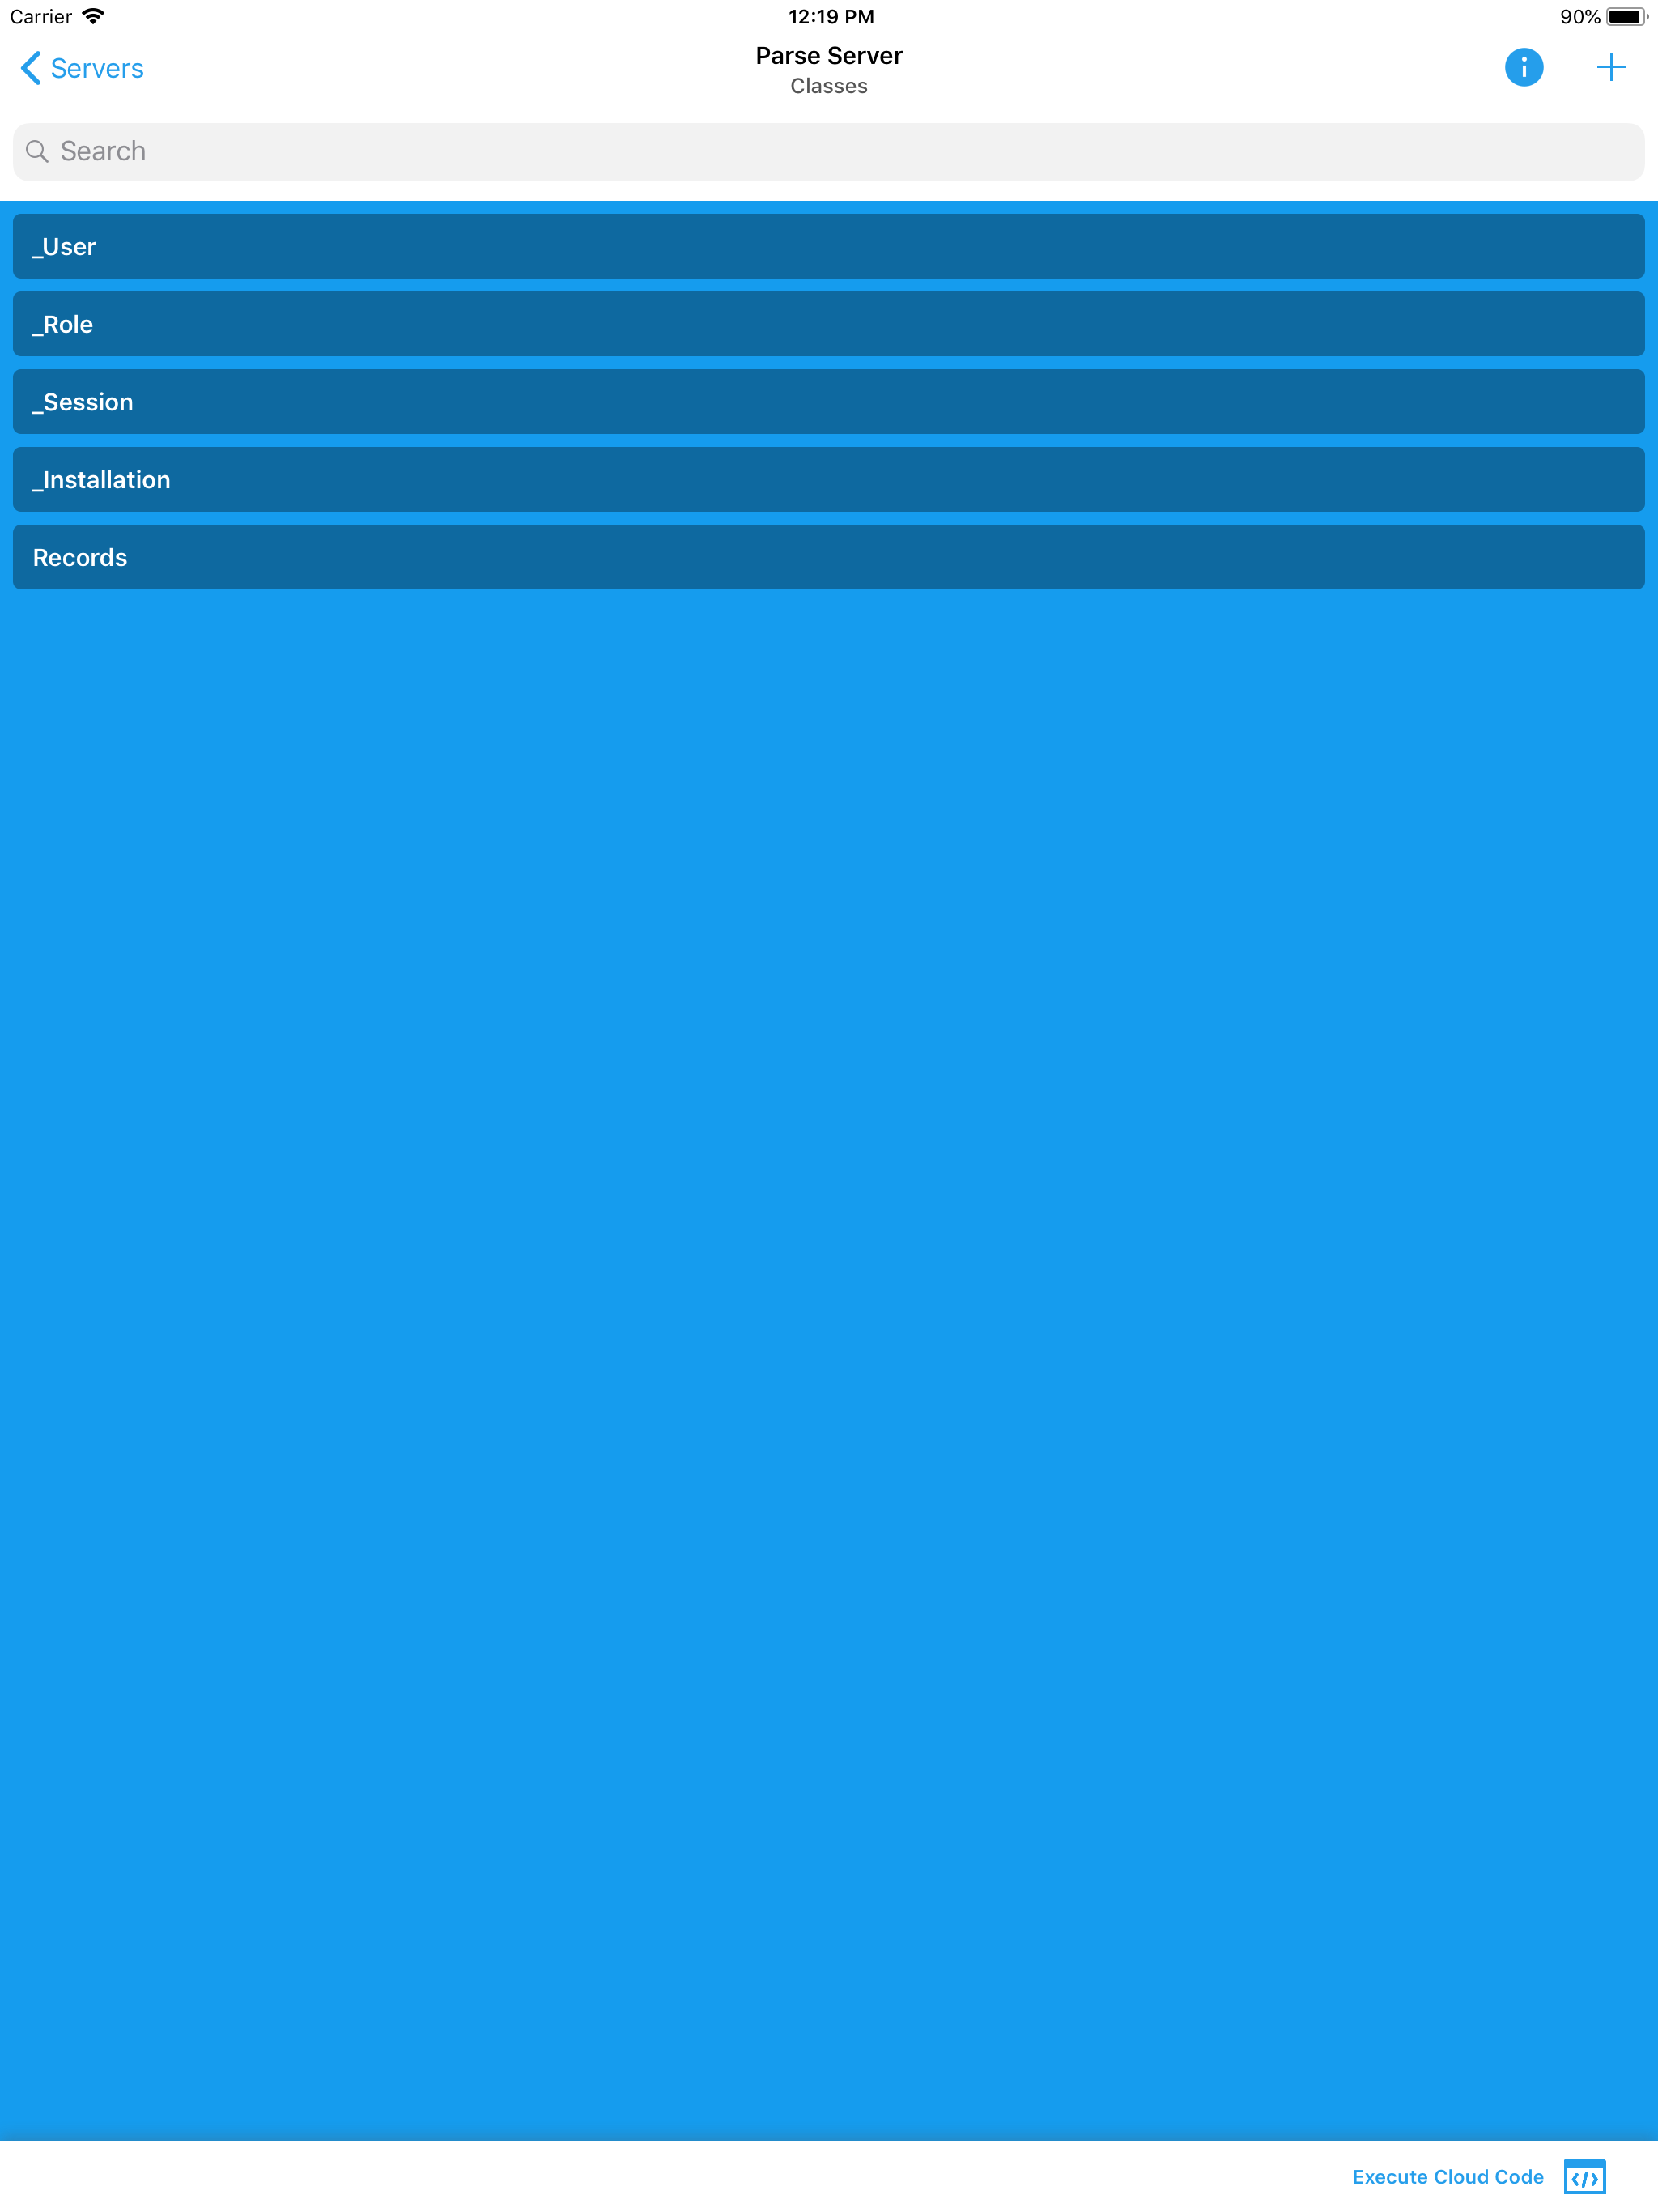 Carrier 12:19 PM 90%
Servers
Parse Server
Classes
Search
_User
_Role
_Session
_Installation
Records
Execute Cloud Code